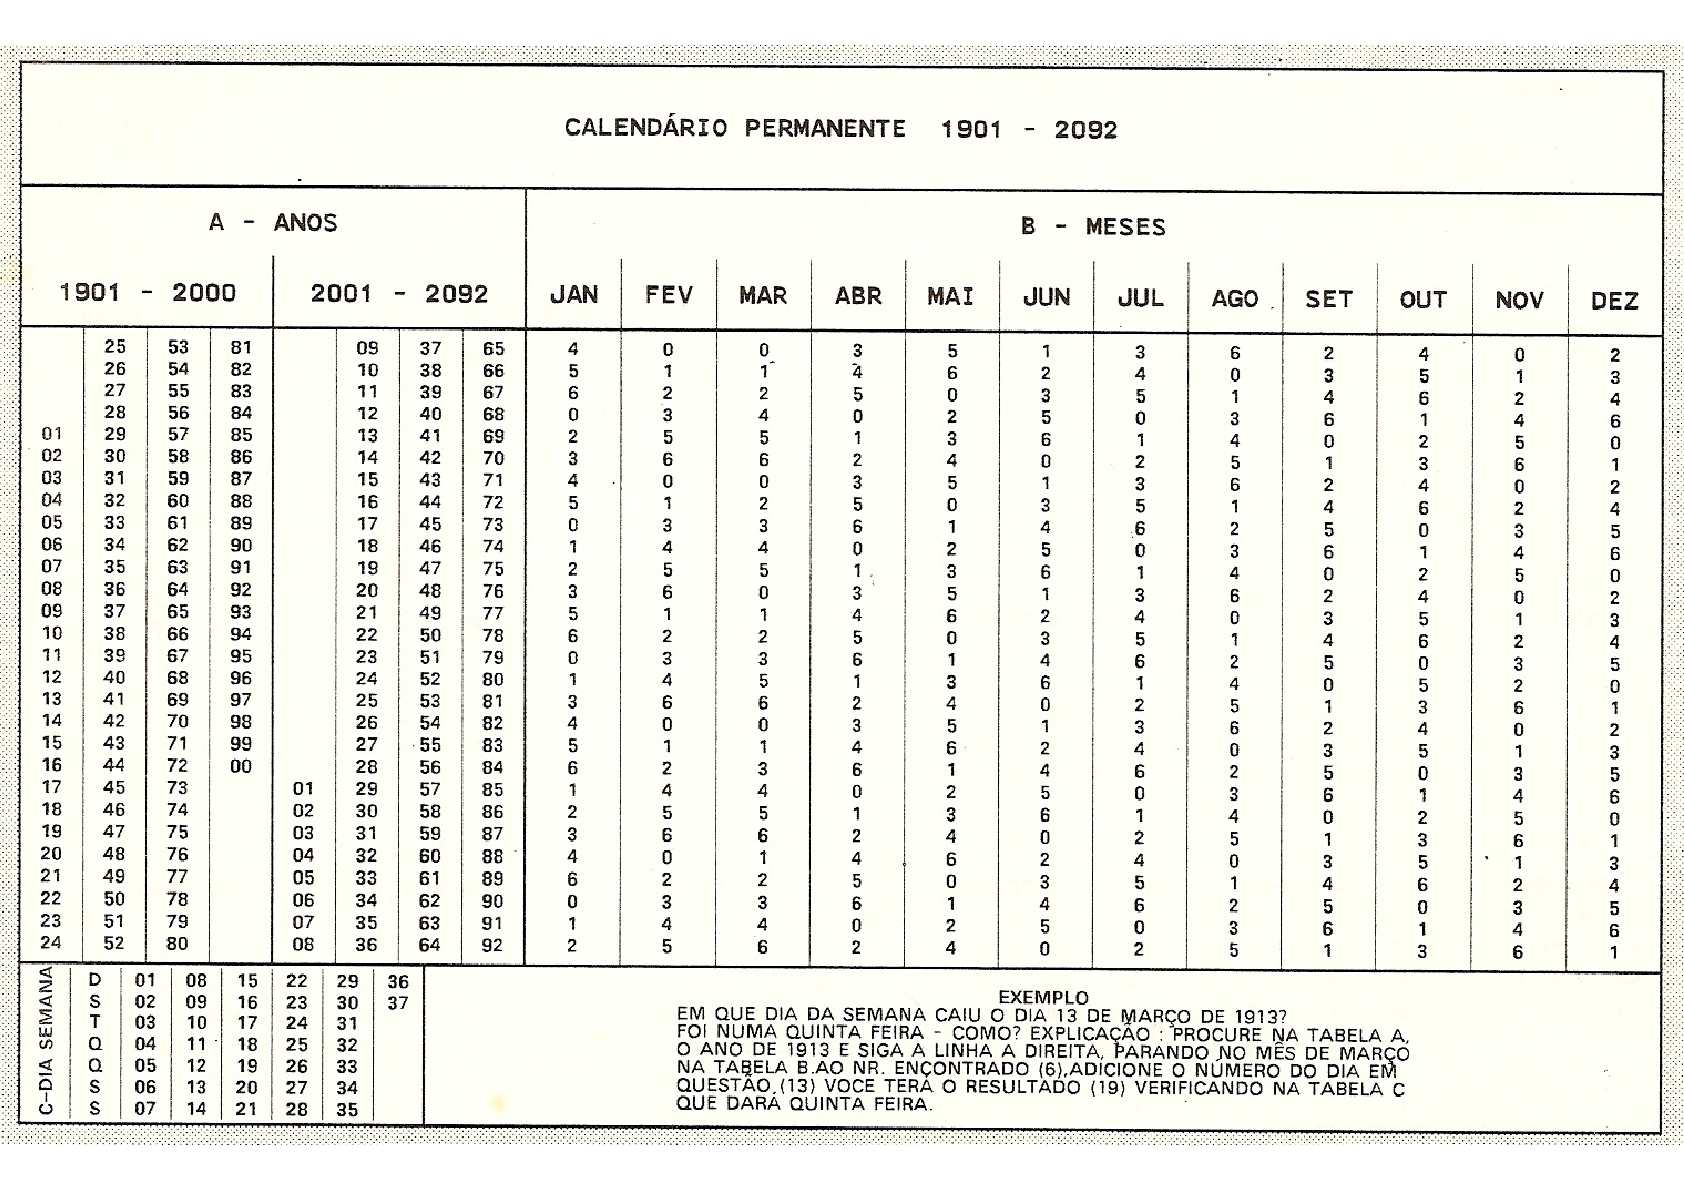 CALENDÁRIO PERMANENTE 1901 - 2092
A - ANOS B - MESES
1901 - 2000 2001 - 2092 JAN FEV MAR ABR MAI JUN JUL AGO SET OUT NOV DEZ
25 53 81 09 37 65 4 0 0 3 5 1 3 6 2 4 0 2
26 54 82 10 38 66 5 1 1 4 6 2 4 0 3 5 1 3
27 55 83 11 39 67 6 2 2 5 0 3 5 1 4 6 2 4
28 56 84 12 40 68 0 3 4 0 2 5 0 3 6 1 4 6
01 29 57 85 13 41 69 2 5 5 1 3 6 1 4 0 2 5 0
02 30 58 86 14 42 70 3 6 6 2 4 0 2 5 1 3 6 1
03 31 59 87 15 43 71 4 0 0 3 5 1 3 6 2 4 0 2
04 32 60 88 16 44 72 5 1 2 5 0 3 5 1 4 6 2 4
05 33 61 89 17 45 73 0 3 3 6 1 4 6 2 5 0 3 5
06 34 62 90 18 46 74 1 4 4 0 2 5 0 3 6 1 4 6
07 35 63 91 19 47 75 2 5 5 1 3 6 1 4 0 2 5 0
08 36 64 92 20 48 76 3 6 0 3 5 1 3 6 2 4 0 2
09 37 65 93 21 49 77 5 1 1 4 6 2 4 0 3 5 1 3
10 38 66 94 22 50 78 6 2 2 5 0 3 5 1 4 6 2 4
11 39 67 95 23 51 79 0 3 3 6 1 4 6 2 5 0 3 5
12 40 68 96 24 52 80 1 4 5 1 3 6 1 4 0 5 2 0
13 41 69 97 25 53 81 3 6 6 2 4 0 2 5 1 3 6 1
14 42 70 98 26 54 82 4 0 0 3 5 1 3 6 2 4 0 2
15 43 71 99 27 55 83 5 1 1 4 6 2 4 0 3 5 1 3
16 44 72 00 28 56 84 6 2 3 6 1 4 6 2 5 0 3 5
17 45 73 01 29 57 85 1 4 4 0 2 5 0 3 6 1 4 6
18 46 74 02 30 58 86 2 5 5 1 3 6 1 4 0 2 5 0
19 47 75 03 31 59 87 3 6 6 2 4 0 2 5 1 3 6 1
20 48 76 04 32 60 88 4 0 1 4 6 2 4 0 3 5 1 3
21 49 77 05 33 61 89 6 2 2 5 0 3 5 1 4 6 2 4
22 50 78 06 34 62 90 0 3 3 6 1 4 6 2 5 0 3 5
23 51 79 07 35 63 91 1 4 4 0 2 5 0 3 6 1 4 6
24 52 80 08 36 64 92 2 5 6 2 4 0 2 5 1 3 6 1
C-DIA SEMANA
D 01 08 15 22 29 36
S 02 09 16 23 30 37
T 03 10 17 24 31
Q 04 11 18 25 32
Q 05 12 19 26 33
S 06 13 20 27 34
S 07 14 21 28 35
EXEMPLO
EM QUE DIA DA SEMANA CAIU O DIA 13 DE MARÇO DE 1913?
FOI NUMA QUINTA FEIRA - COMO? EXPLICAÇÃO : PROCURE NA TABELA A,
O ANO DE 1913 E SIGA A LINHA A DIREITA, PARANDO NO MÊS DE MARÇO
NA TABELA B.AO NR. ENCONTRADO (6),ADICIONE O NUMERO DO DIA EM
QUESTÃO,(13) VOCE TERÁ O RESULTADO (19) VERIFICANDO NA TABELA C
QUE DARÁ QUINTA FEIRA.